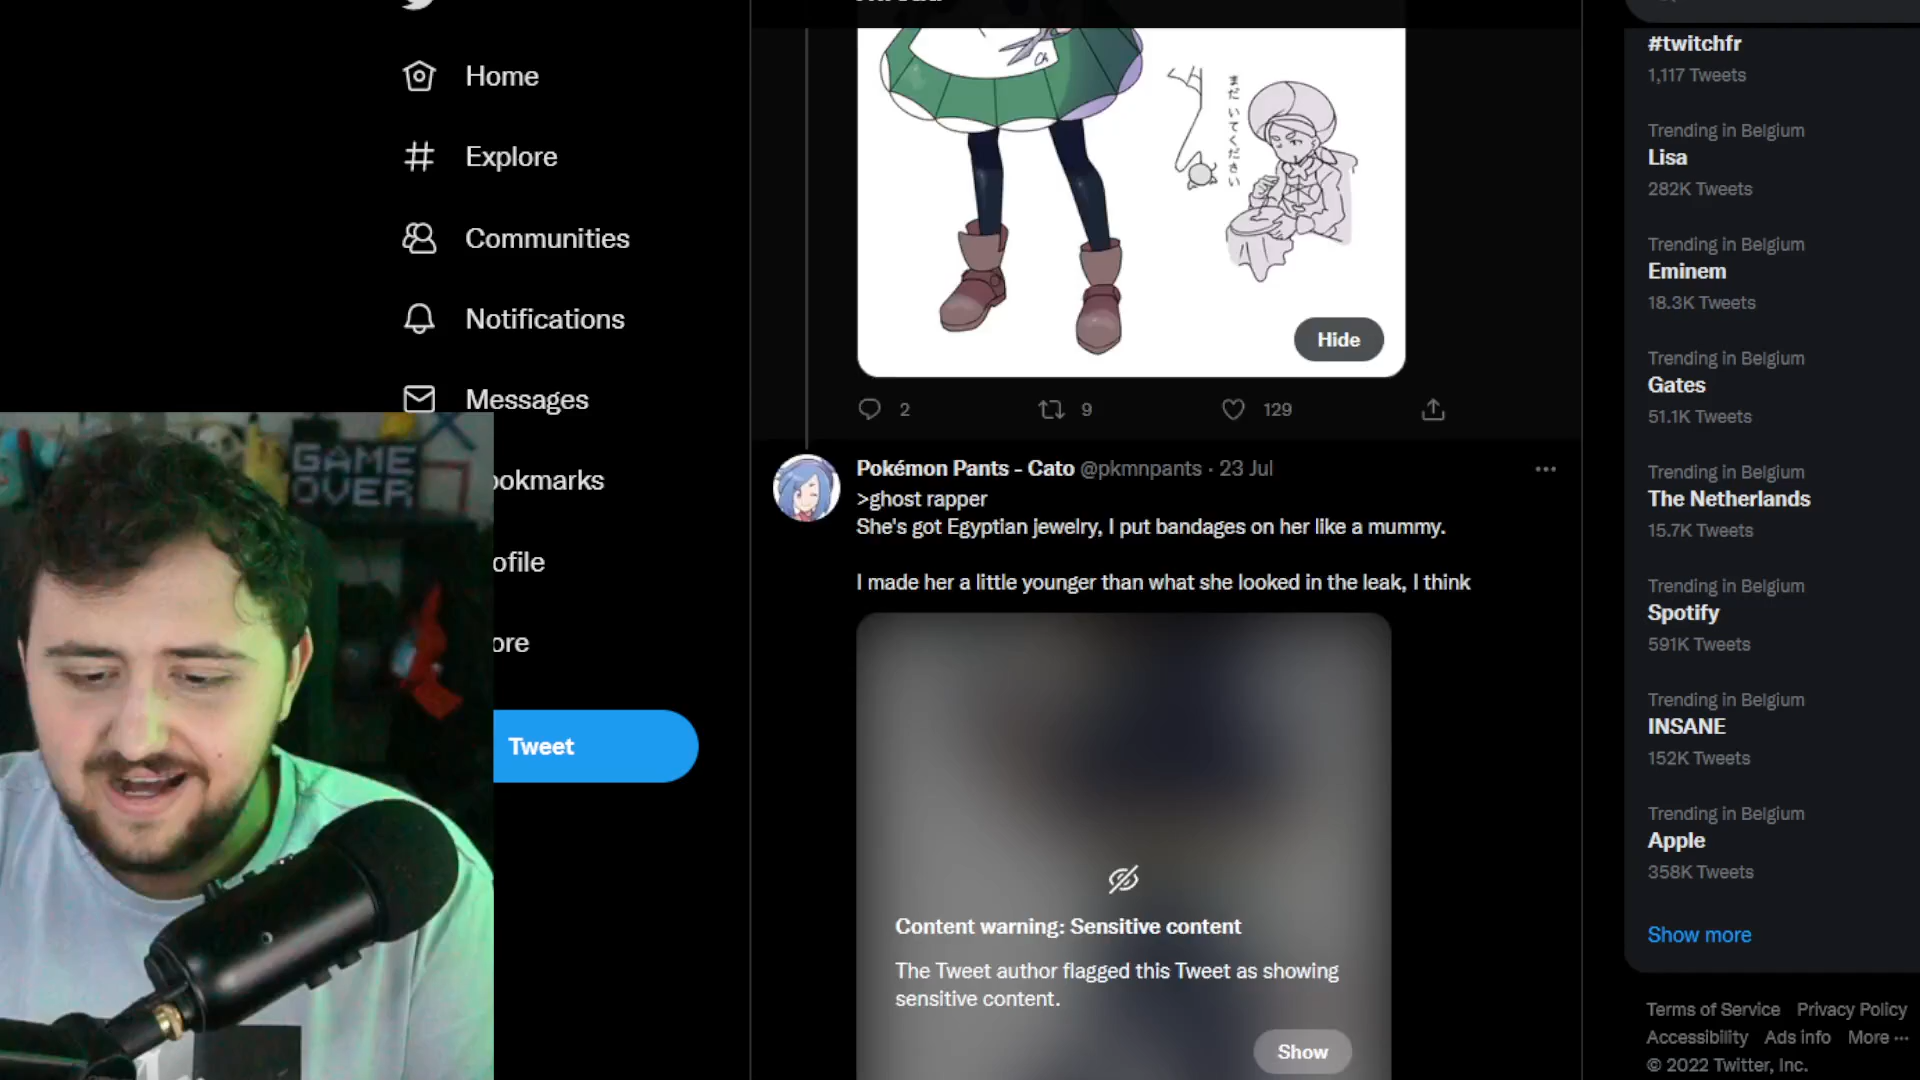 Home
Explore
Communities
Notifications
Messages
ookmarks
ofile
ore
Tweet
GAME
OVER
まだいてください
Ch
Hide
2
9
129
Pokémon Pants - Cato @pkmnpants · 23 Jul
>ghost rapper
She's got Egyptian jewelry, I put bandages on her like a mummy.
I made her a little younger than what she looked in the leak, I think
Content warning: Sensitive content
The Tweet author flagged this Tweet as showing
sensitive content.
Show
#twitchfr
1,117 Tweets
Trending in Belgium
Lisa
282K Tweets
Trending in Belgium
Eminem
18.3K Tweets
Trending in Belgium
Gates
51.1K Tweets
Trending in Belgium
The Netherlands
15.7K Tweets
Trending in Belgium
Spotify
591K Tweets
Trending in Belgium
INSANE
152K Tweets
Trending in Belgium
Apple
358K Tweets
Show more
Terms of Service Privacy Policy
Accessibility Ads info More ···
© 2022 Twitter, Inc.